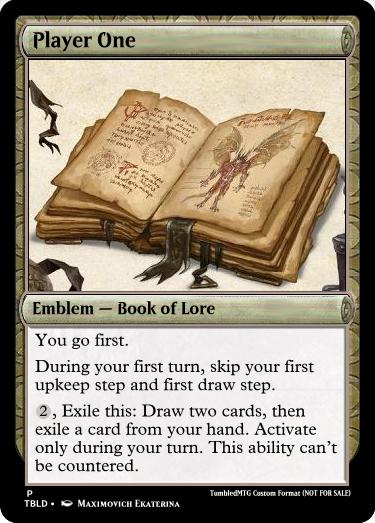 Player One
Emblem — Book of Lore
You go first.
During your first turn, skip your first
upkeep step and first draw step.
2, Exile this: Draw two cards, then
exile a card from your hand. Activate
only during your turn. This ability can't
be countered.
P
TBLD • Maximovich Ekaterina
TumbledMTG Custom Format (NOT FOR SALE)